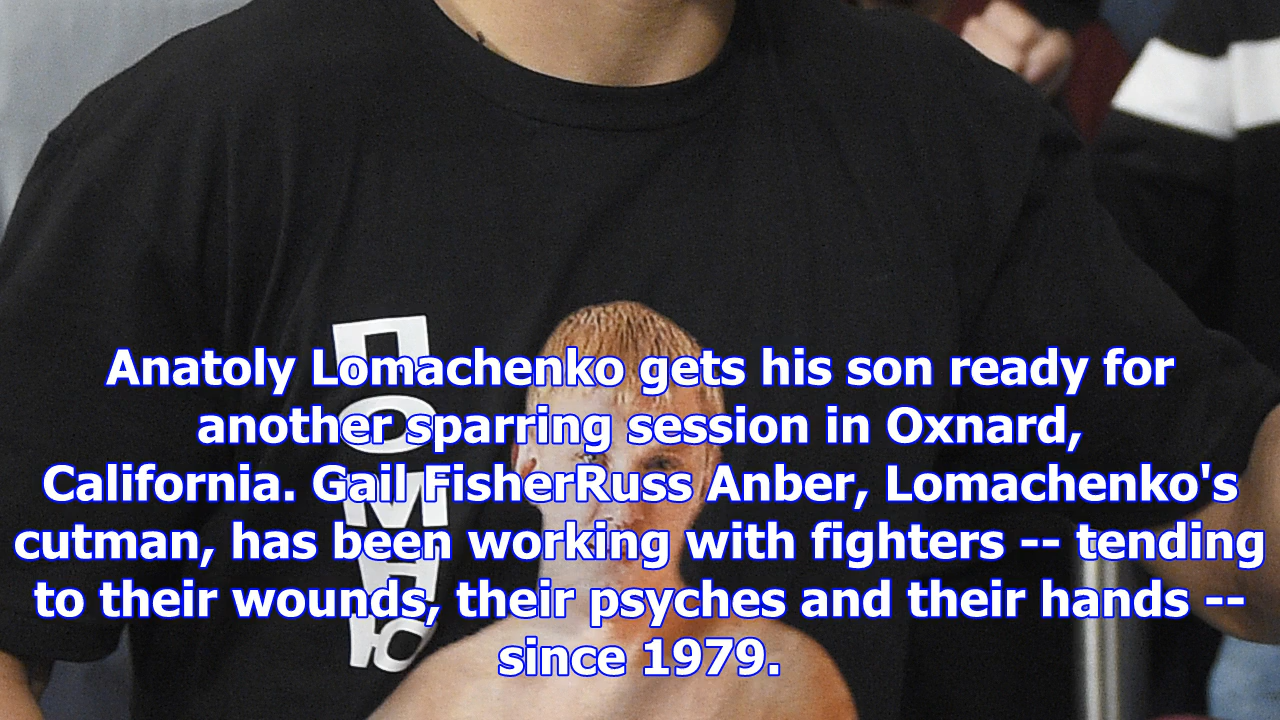 Anatoly Lomachenko gets his son ready for
another sparring session in Oxnard,
California. Gail FisherRuss Anber, Lomachenko's
cutman, has been working with fighters -- tending
to their wounds, their psyches and their hands --
since 1979.